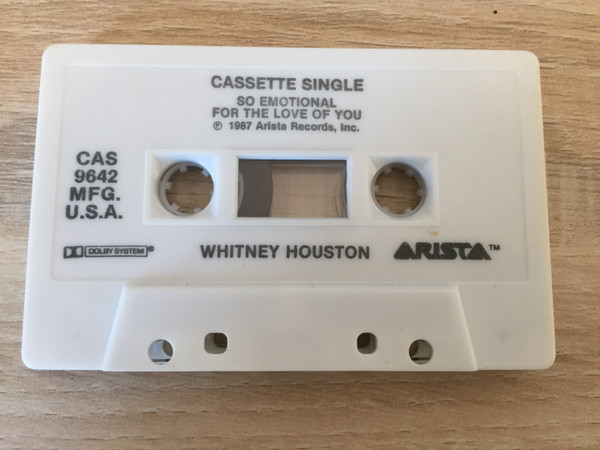 CASSETTE SINGLE
SO EMOTIONAL
FOR THE LOVE OF YOU
℗ 1987 Arista Records, Inc.
CAS
9642
MFG.
U.S.A.
DOLBY SYSTEM®
WHITNEY HOUSTON
ARISTA™